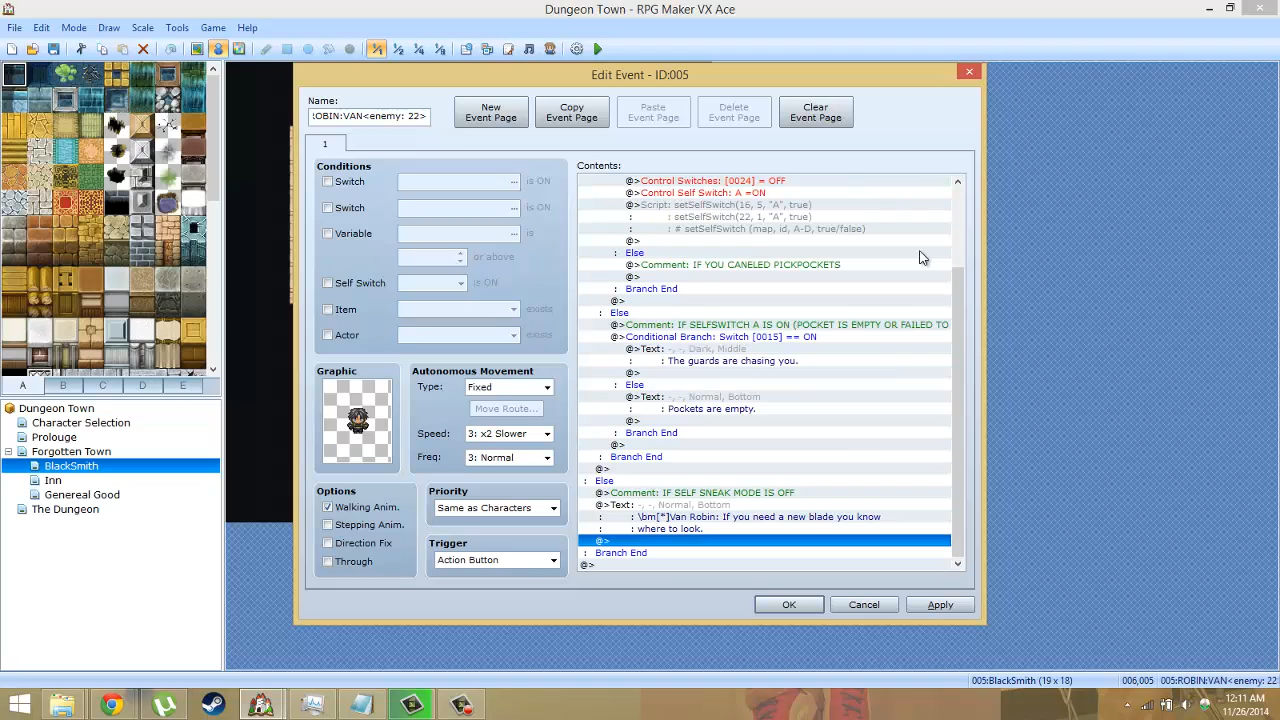 Dungeon Town - RPG Maker VX Ace
File Edit Mode Draw Scale Tools Game Help
Edit Event - ID:005
Name:
:OBIN:VAN<enemy: 22>
New Event Page
Copy Event Page
Paste Event Page
Delete Event Page
Clear Event Page
1
Conditions
Switch ... is ON
Switch ... is ON
Variable ... is
or above
Self Switch is ON
Item exists
Actor exists
Graphic
Autonomous Movement
Type: Fixed
Move Route...
Speed: 3: x2 Slower
Freq: 3: Normal
Options
Walking Anim.
Stepping Anim.
Direction Fix
Through
Priority
Same as Characters
Trigger
Action Button
Contents:
@>Control Switches: [0024] = OFF
@>Control Self Switch: A =ON
@>Script: setSelfSwitch(16, 5, "A", true)
: : setSelfSwitch(22, 1, "A", true)
: : # setSelfSwitch (map, id, A-D, true/false)
@>
: Else
@>Comment: IF YOU CANELED PICKPOCKETS
@>
: Branch End
@>
: Else
@>Comment: IF SELFSWITCH A IS ON (POCKET IS EMPTY OR FAILED TO
@>Conditional Branch: Switch [0015] == ON
@>Text: -, -, Dark, Middle
: : The guards are chasing you.
@>
: Else
@>Text: -, -, Normal, Bottom
: : Pockets are empty.
@>
: Branch End
@>
: Branch End
@>
: Else
@>Comment: IF SELF SNEAK MODE IS OFF
@>Text: -, -, Normal, Bottom
: : \bm[*]Van Robin: If you need a new blade you know
: : where to look.
@>
: Branch End
@>
OK Cancel Apply
A B C D E
Dungeon Town
Character Selection
Prolouge
Forgotten Town
BlackSmith
Inn
Genereal Good
The Dungeon
005:BlackSmith (19 x 18) 006,005 005:ROBIN:VAN<enemy: 22
12:11 AM
11/26/2014